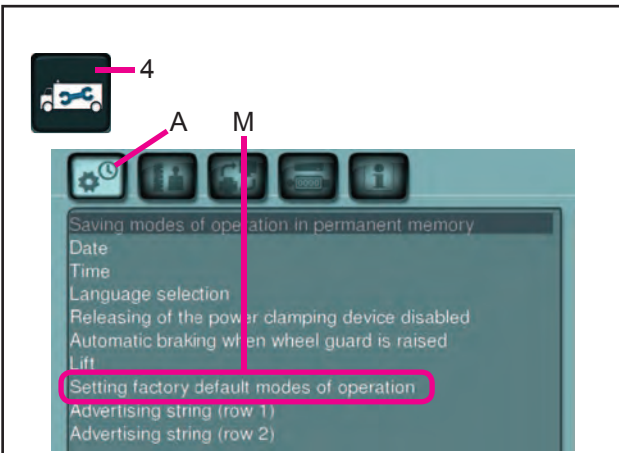 4
A M
Saving modes of operation in permanent memory
Date
Time
Language selection
Releasing of the power clamping device disabled
Automatic braking when wheel guard is raised
Lift
Setting factory default modes of operation
Advertising string (row 1)
Advertising string (row 2)